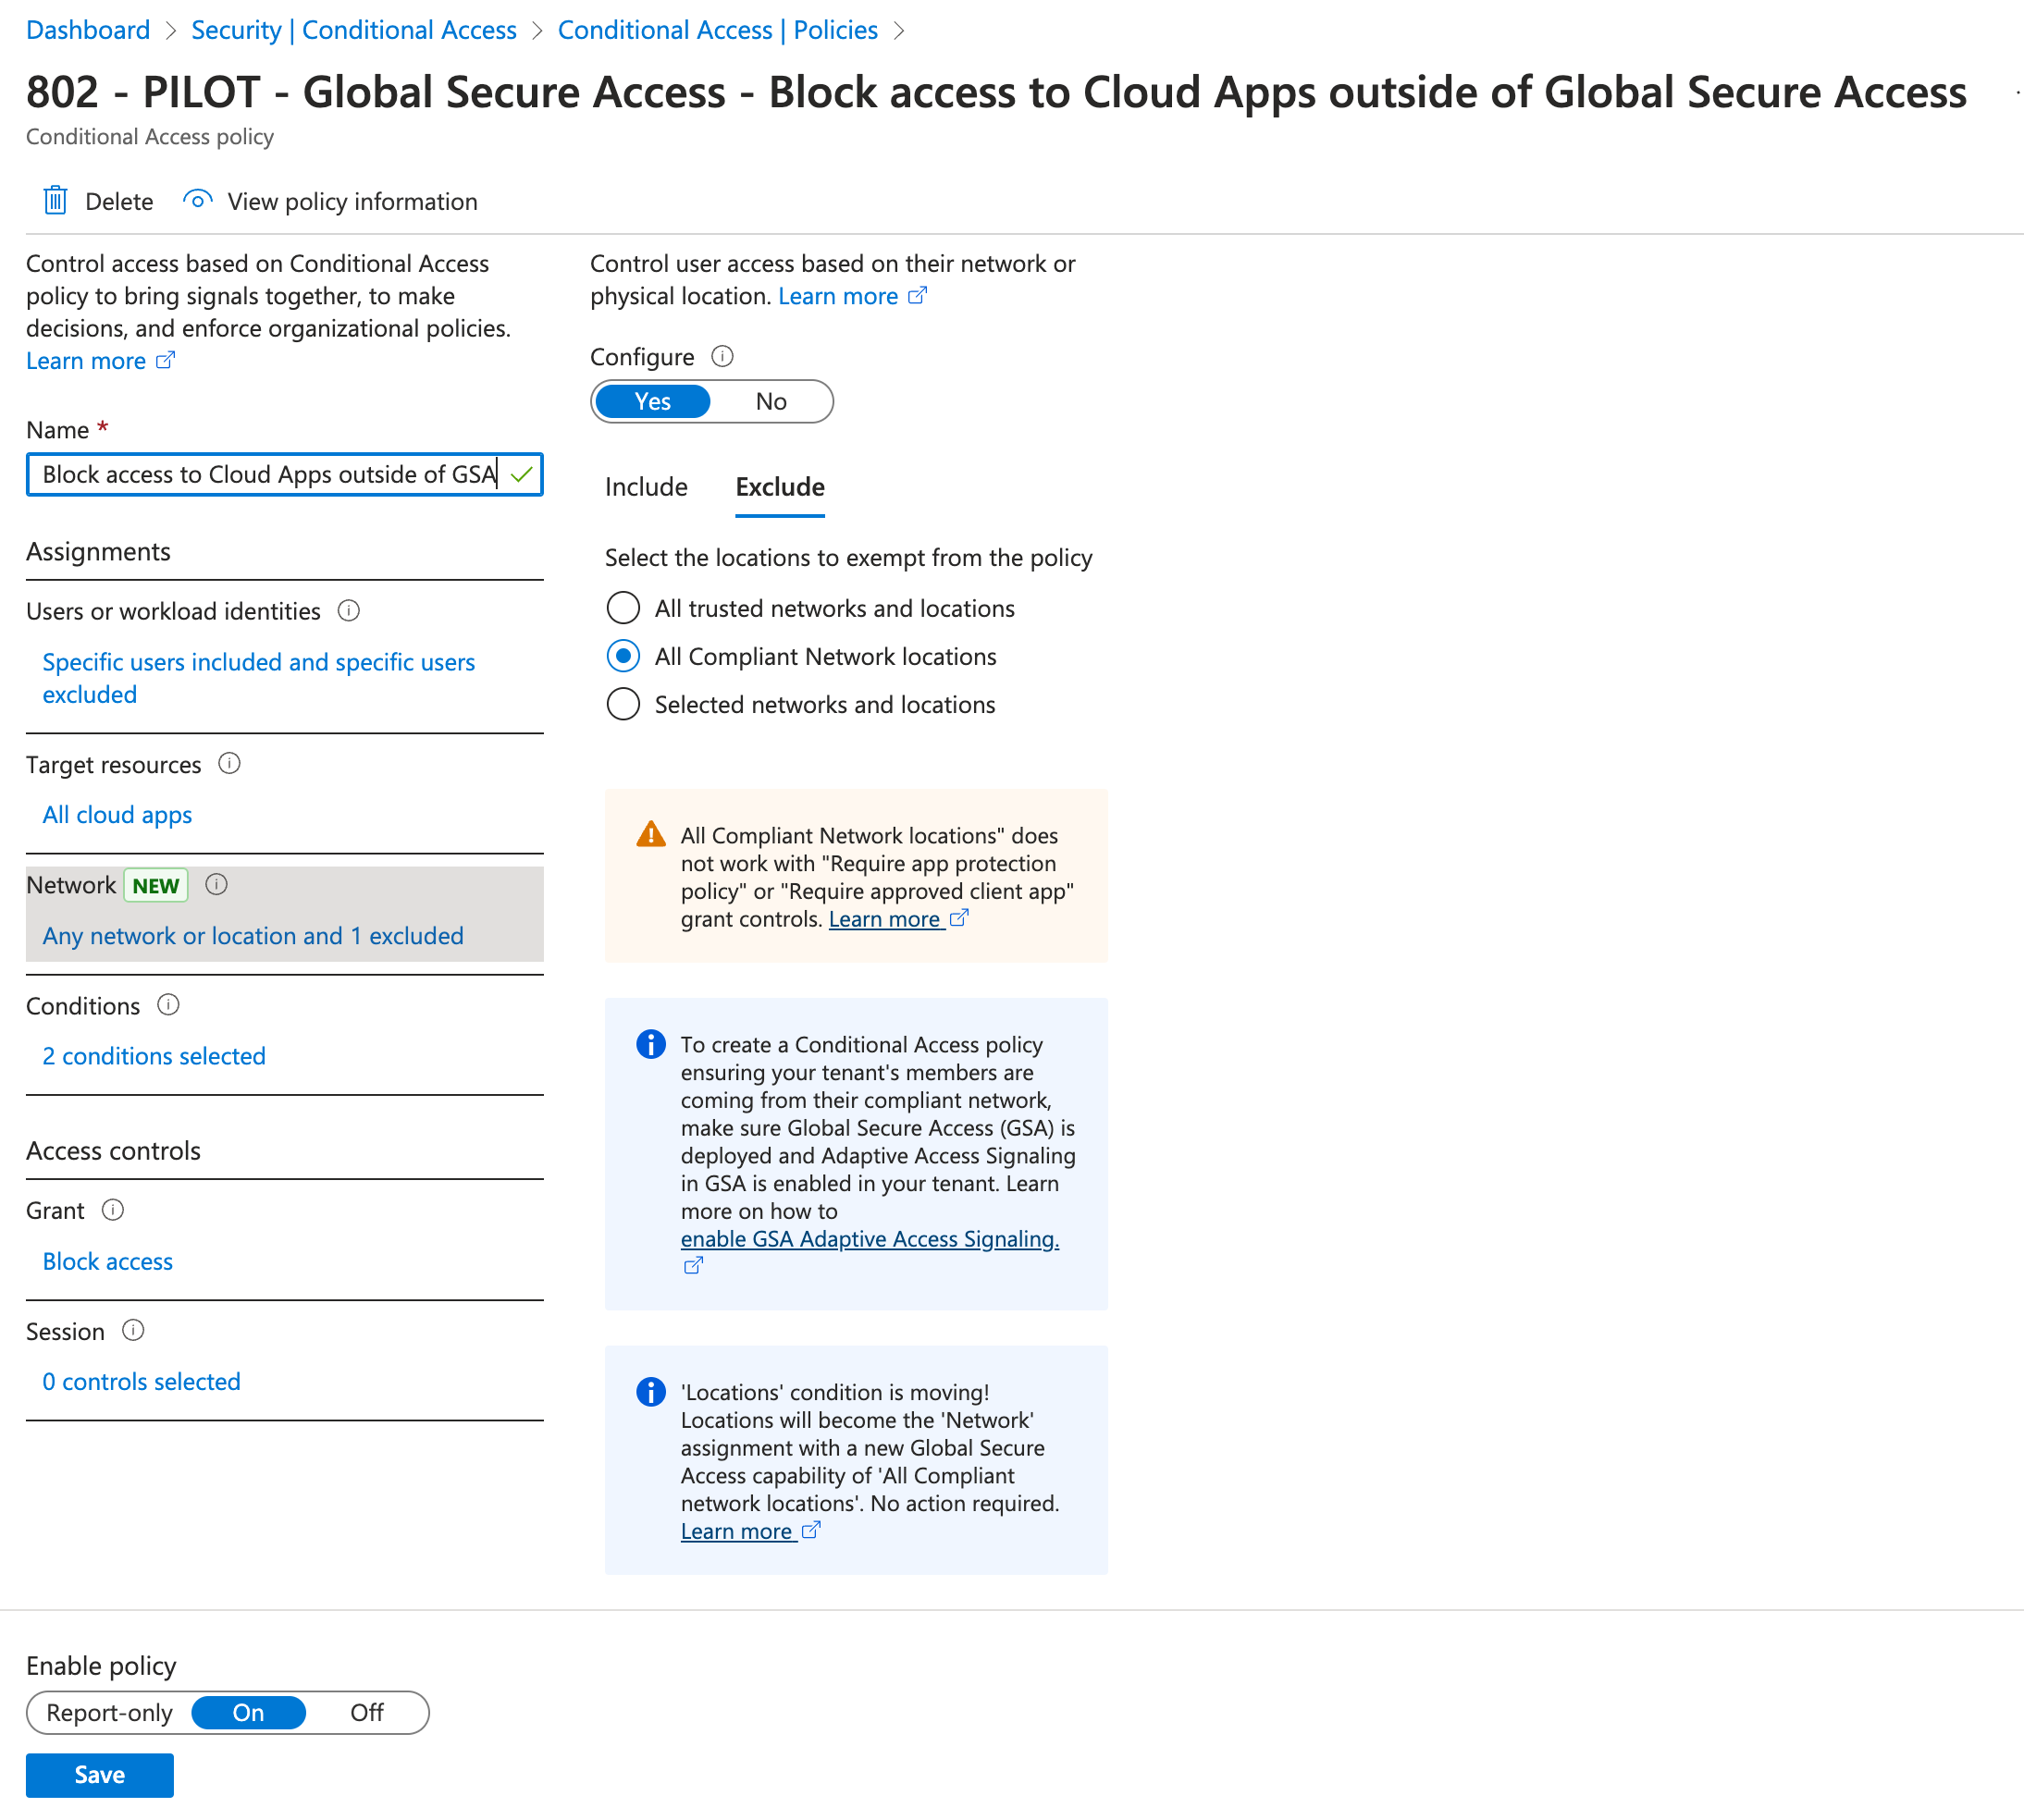 Dashboard > Security | Conditional Access > Conditional Access | Policies >
802 - PILOT - Global Secure Access - Block access to Cloud Apps outside of Global Secure Access
Conditional Access policy
Delete View policy information
Control access based on Conditional Access
policy to bring signals together, to make
decisions, and enforce organizational policies.
Learn more
Name *
Block access to Cloud Apps outside of GSA
Assignments
Users or workload identities
Specific users included and specific users
excluded
Target resources
All cloud apps
Network NEW
Any network or location and 1 excluded
Conditions
2 conditions selected
Access controls
Grant
Block access
Session
0 controls selected
Control user access based on their network or
physical location. Learn more
Configure
Yes No
Include Exclude
Select the locations to exempt from the policy
All trusted networks and locations
All Compliant Network locations
Selected networks and locations
All Compliant Network locations" does
not work with "Require app protection
policy" or "Require approved client app"
grant controls. Learn more
To create a Conditional Access policy
ensuring your tenant's members are
coming from their compliant network,
make sure Global Secure Access (GSA) is
deployed and Adaptive Access Signaling
in GSA is enabled in your tenant. Learn
more on how to
enable GSA Adaptive Access Signaling.
'Locations' condition is moving!
Locations will become the 'Network'
assignment with a new Global Secure
Access capability of 'All Compliant
network locations'. No action required.
Learn more
Enable policy
Report-only On Off
Save